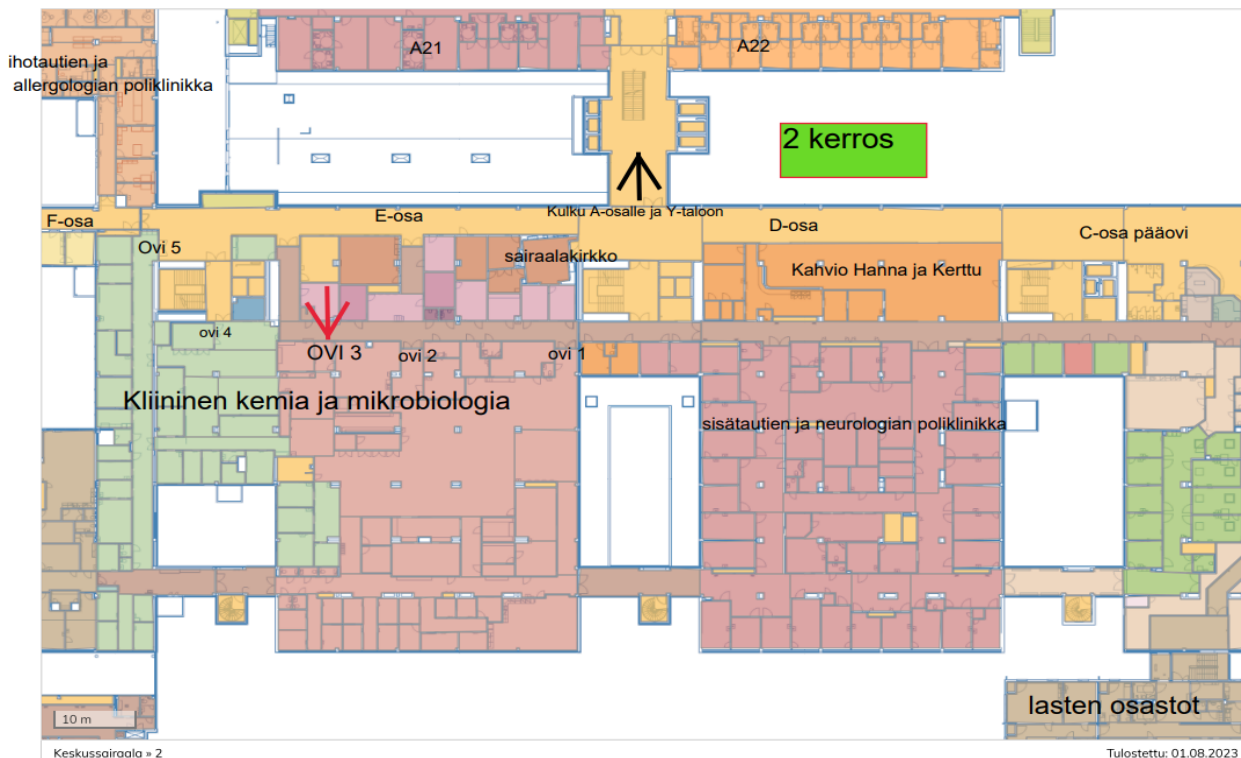 A21
A22
ihotautien ja
allergologian poliklinikka
2 kerros
F-osa
E-osa
Kulku A-osalle ja Y-taloon
D-osa
C-osa pääovi
Ovi 5
sairaalakirkko
Kahvio Hanna ja Kerttu
ovi 4
OVI 3
ovi 2
ovi 1
Kliininen kemia ja mikrobiologia
sisätautien ja neurologian poliklinikka
lasten osastot
10 m
Keskussairaala » 2
Tulostettu: 01.08.2023